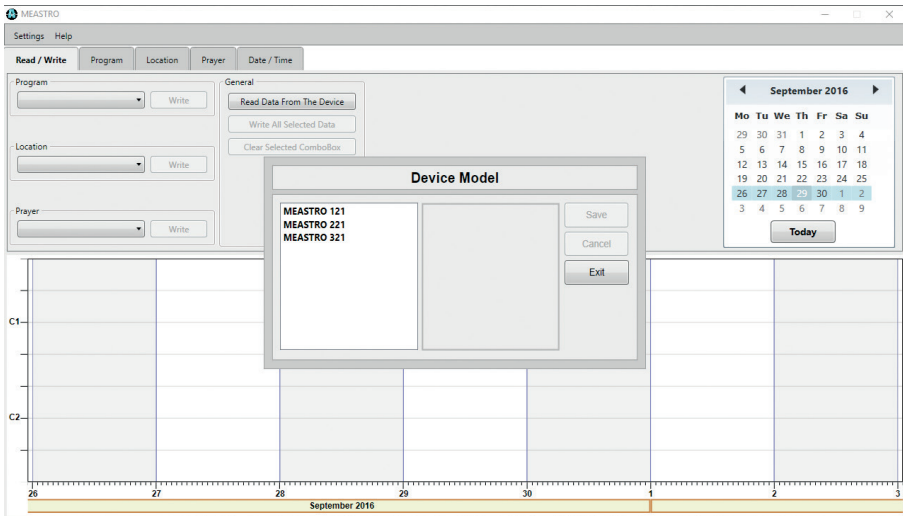 MEASTRO
Settings Help
Read / Write Program Location Prayer Date / Time
Program
Write
Location
Write
Prayer
Write
General
Read Data From The Device
Write All Selected Data
Clear Selected ComboBox
September 2016
Mo Tu We Th Fr Sa Su
29 30 31 1 2 3 4
5 6 7 8 9 10 11
12 13 14 15 16 17 18
19 20 21 22 23 24 25
26 27 28 29 30 1 2
3 4 5 6 7 8 9
Today
Device Model
MEASTRO 121
MEASTRO 221
MEASTRO 321
Save
Cancel
Exit
C1
C2
26 27 28 29 30 1 2 3
September 2016